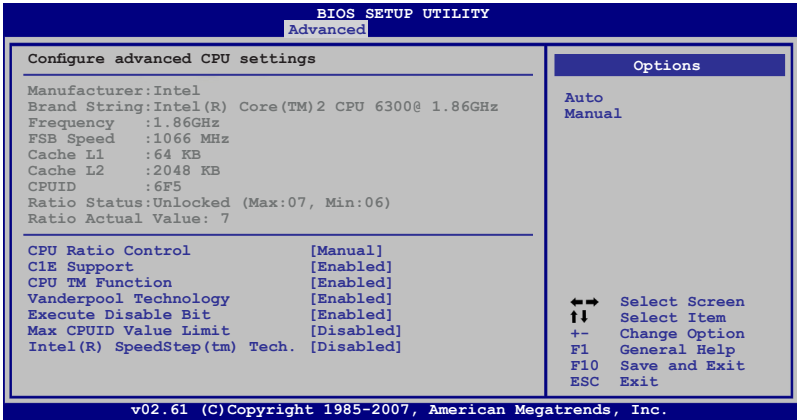 BIOS SETUP UTILITY
Advanced
Configure advanced CPU settings
Manufacturer:Intel
Brand String:Intel(R) Core(TM)2 CPU 6300@ 1.86GHz
Frequency :1.86GHz
FSB Speed :1066 MHz
Cache L1 :64 KB
Cache L2 :2048 KB
CPUID :6F5
Ratio Status:Unlocked (Max:07, Min:06)
Ratio Actual Value: 7
CPU Ratio Control [Manual]
C1E Support [Enabled]
CPU TM Function [Enabled]
Vanderpool Technology [Enabled]
Execute Disable Bit [Enabled]
Max CPUID Value Limit [Disabled]
Intel(R) SpeedStep(tm) Tech. [Disabled]
Options
Auto
Manual
←→ Select Screen
↑↓ Select Item
+- Change Option
F1 General Help
F10 Save and Exit
ESC Exit
v02.61 (C)Copyright 1985-2007, American Megatrends, Inc.